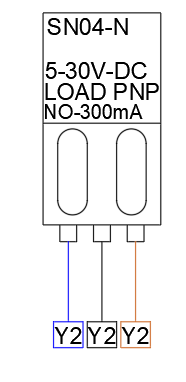 SN04-N
5-30V-DC
LOAD PNP
NO-300mA
Y2 Y2 Y2